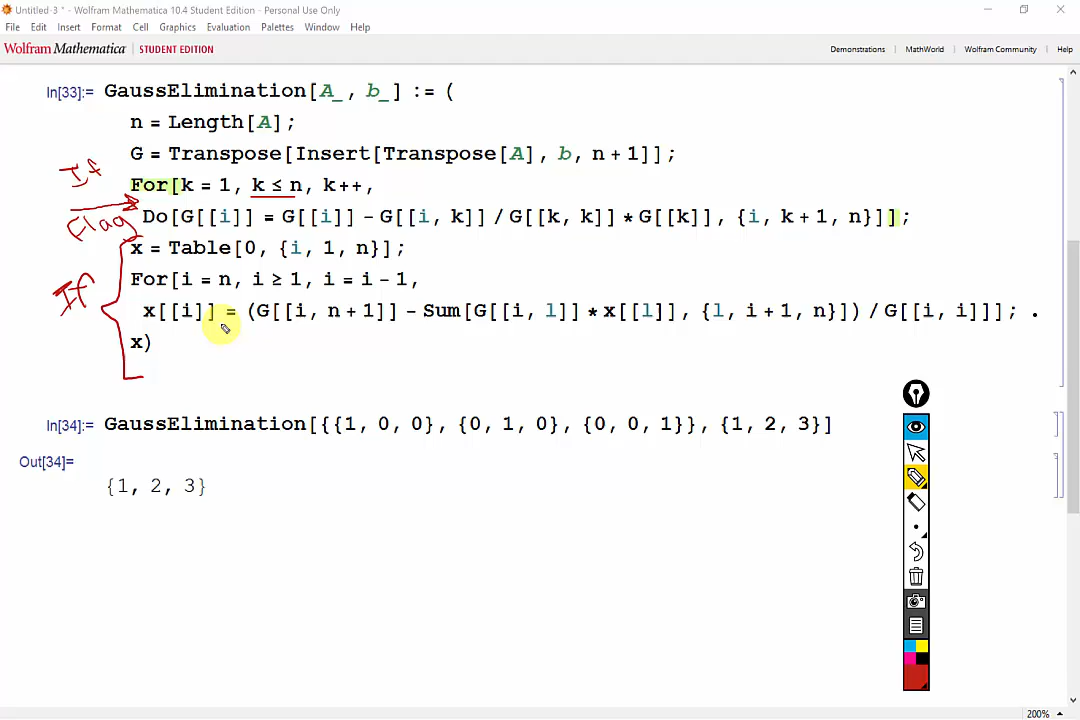 Untitled-3 * - Wolfram Mathematica 10.4 Student Edition - Personal Use Only
File Edit Insert Format Cell Graphics Evaluation Palettes Window Help
Wolfram Mathematica STUDENT EDITION Demonstrations MathWorld Wolfram Community Help
In[33]:= GaussElimination[A_, b_] := (
n = Length[A];
G = Transpose[Insert[Transpose[A], b, n + 1]];
If
For[k = 1, k ≤ n, k++,
Flag
Do[G[[i]] = G[[i]] - G[[i, k]] / G[[k, k]] * G[[k]], {i, k + 1, n}]];
x = Table[0, {i, 1, n}];
For[i = n, i ≥ 1, i = i - 1,
If
x[[i]] = (G[[i, n + 1]] - Sum[G[[i, l]] * x[[l]], {l, i + 1, n}]) / G[[i, i]]];
x)
In[34]:= GaussElimination[{{1, 0, 0}, {0, 1, 0}, {0, 0, 1}}, {1, 2, 3}]
Out[34]=
{1, 2, 3}
200%